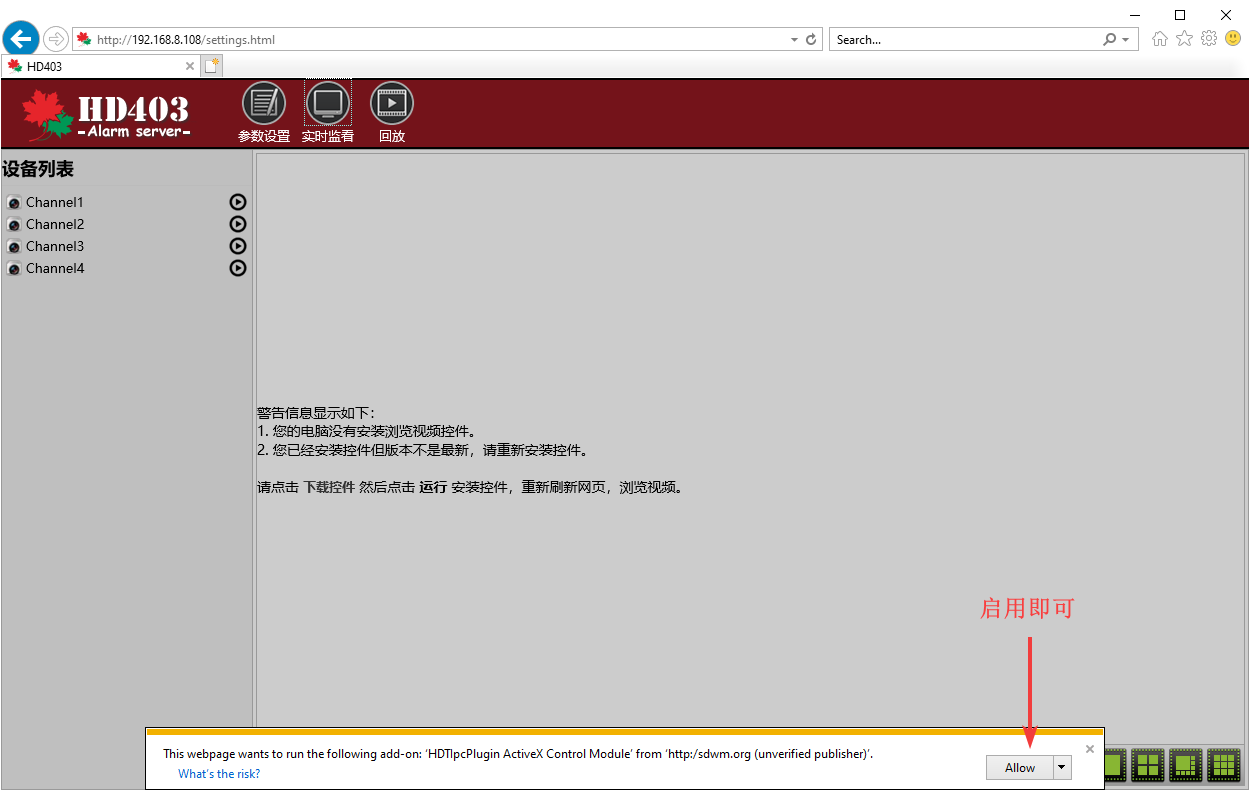 http://192.168.8.108/settings.html
Search...
HD403
HD403
-Alarm server-
参数设置
实时监看
回放
设备列表
Channel1
Channel2
Channel3
Channel4
警告信息显示如下：
1. 您的电脑没有安装浏览视频控件。
2. 您已经安装控件但版本不是最新，请重新安装控件。
请点击 下载控件 然后点击 运行 安装控件，重新刷新网页，浏览视频。
启用即可
This webpage wants to run the following add-on: 'HDTIpcPlugin ActiveX Control Module' from 'http:/sdwm.org (unverified publisher)'.
What's the risk?
Allow